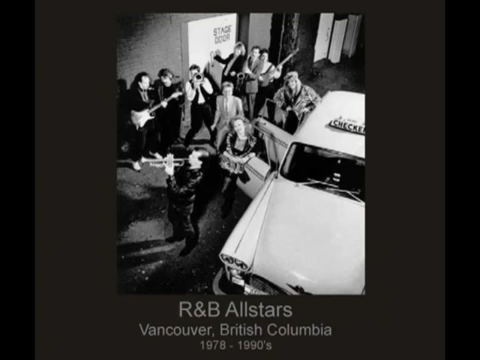 STAGE
DOOR
CHECKER
R&B Allstars
Vancouver, British Columbia
1978 - 1990's